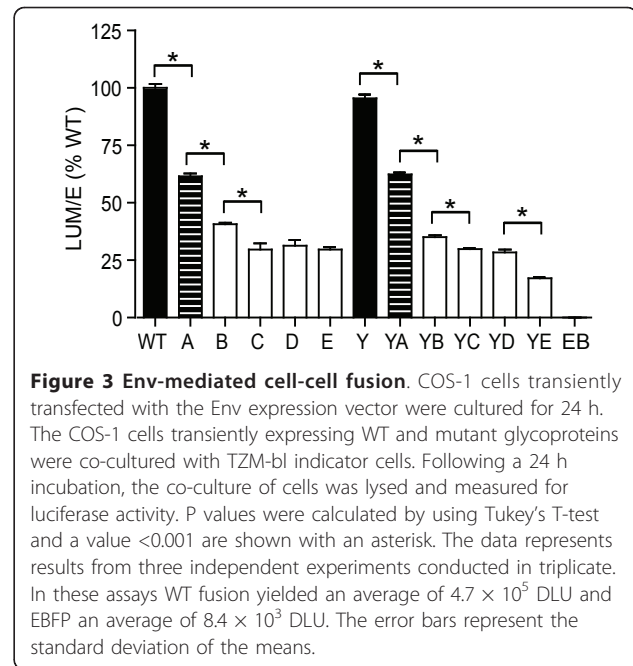 125
100
75
50
25
0
LUM/E (% WT)
* * * * * * * *
WT A B C D E Y YA YB YC YD YE EB
Figure 3 Env-mediated cell-cell fusion. COS-1 cells transiently
transfected with the Env expression vector were cultured for 24 h.
The COS-1 cells transiently expressing WT and mutant glycoproteins
were co-cultured with TZM-bl indicator cells. Following a 24 h
incubation, the co-culture of cells was lysed and measured for
luciferase activity. P values were calculated by using Tukey's T-test
and a value <0.001 are shown with an asterisk. The data represents
results from three independent experiments conducted in triplicate.
In these assays WT fusion yielded an average of 4.7 × 10⁵ DLU and
EBFP an average of 8.4 × 10³ DLU. The error bars represent the
standard deviation of the means.